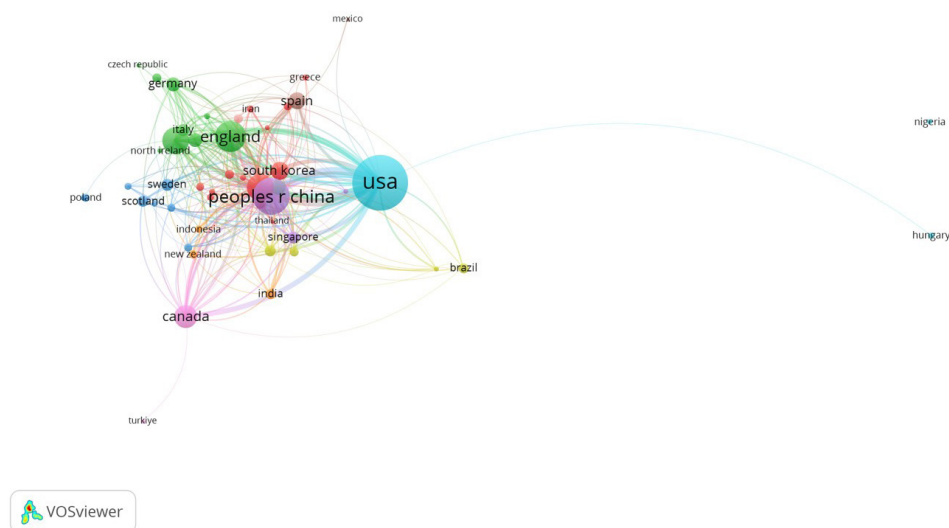 mexico
czech republic
germany
greece
spain
iran
nigeria
italy
england
north ireland
south korea
usa
sweden
poland
scotland
peoples r china
thailand
indonesia
singapore
hungary
new zealand
brazil
india
canada
turkiye
VOSviewer